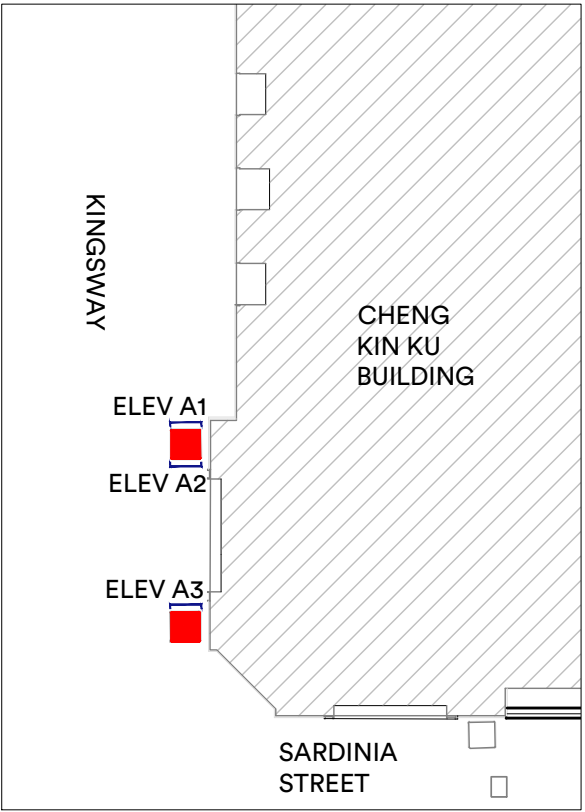 KINGSWAY
CHENG
KIN KU
BUILDING
ELEV A1
ELEV A2
ELEV A3
SARDINIA
STREET